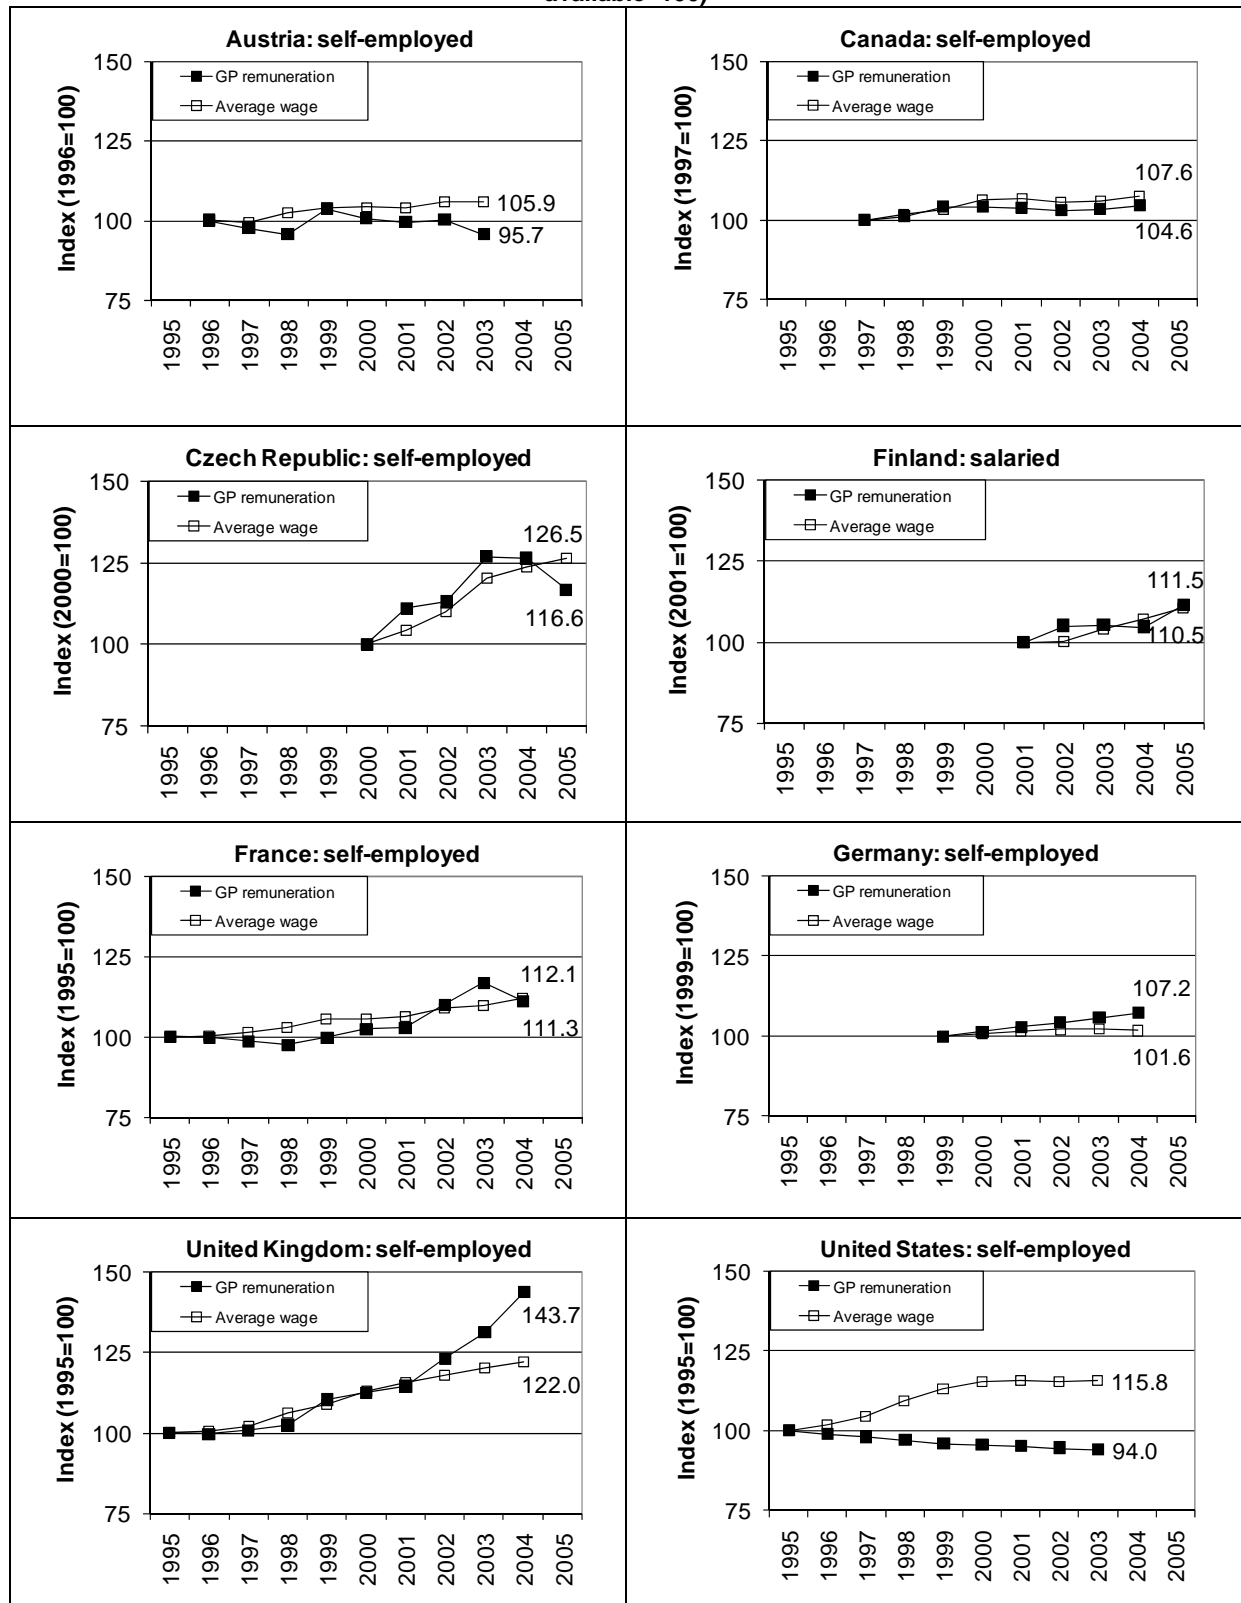 available=100)
Austria: self-employed
Index (1996=100)
150
125
100
75
GP remuneration
Average wage
105.9
95.7
1995 1996 1997 1998 1999 2000 2001 2002 2003 2004 2005
Canada: self-employed
Index (1997=100)
150
125
100
75
GP remuneration
Average wage
107.6
104.6
1995 1996 1997 1998 1999 2000 2001 2002 2003 2004 2005
Czech Republic: self-employed
Index (2000=100)
150
125
100
75
GP remuneration
Average wage
126.5
116.6
1995 1996 1997 1998 1999 2000 2001 2002 2003 2004 2005
Finland: salaried
Index (2001=100)
150
125
100
75
GP remuneration
Average wage
111.5
110.5
1995 1996 1997 1998 1999 2000 2001 2002 2003 2004 2005
France: self-employed
Index (1995=100)
150
125
100
75
GP remuneration
Average wage
112.1
111.3
1995 1996 1997 1998 1999 2000 2001 2002 2003 2004 2005
Germany: self-employed
Index (1999=100)
150
125
100
75
GP remuneration
Average wage
107.2
101.6
1995 1996 1997 1998 1999 2000 2001 2002 2003 2004 2005
United Kingdom: self-employed
Index (1995=100)
150
125
100
75
GP remuneration
Average wage
143.7
122.0
1995 1996 1997 1998 1999 2000 2001 2002 2003 2004 2005
United States: self-employed
Index (1995=100)
150
125
100
75
GP remuneration
Average wage
115.8
94.0
1995 1996 1997 1998 1999 2000 2001 2002 2003 2004 2005